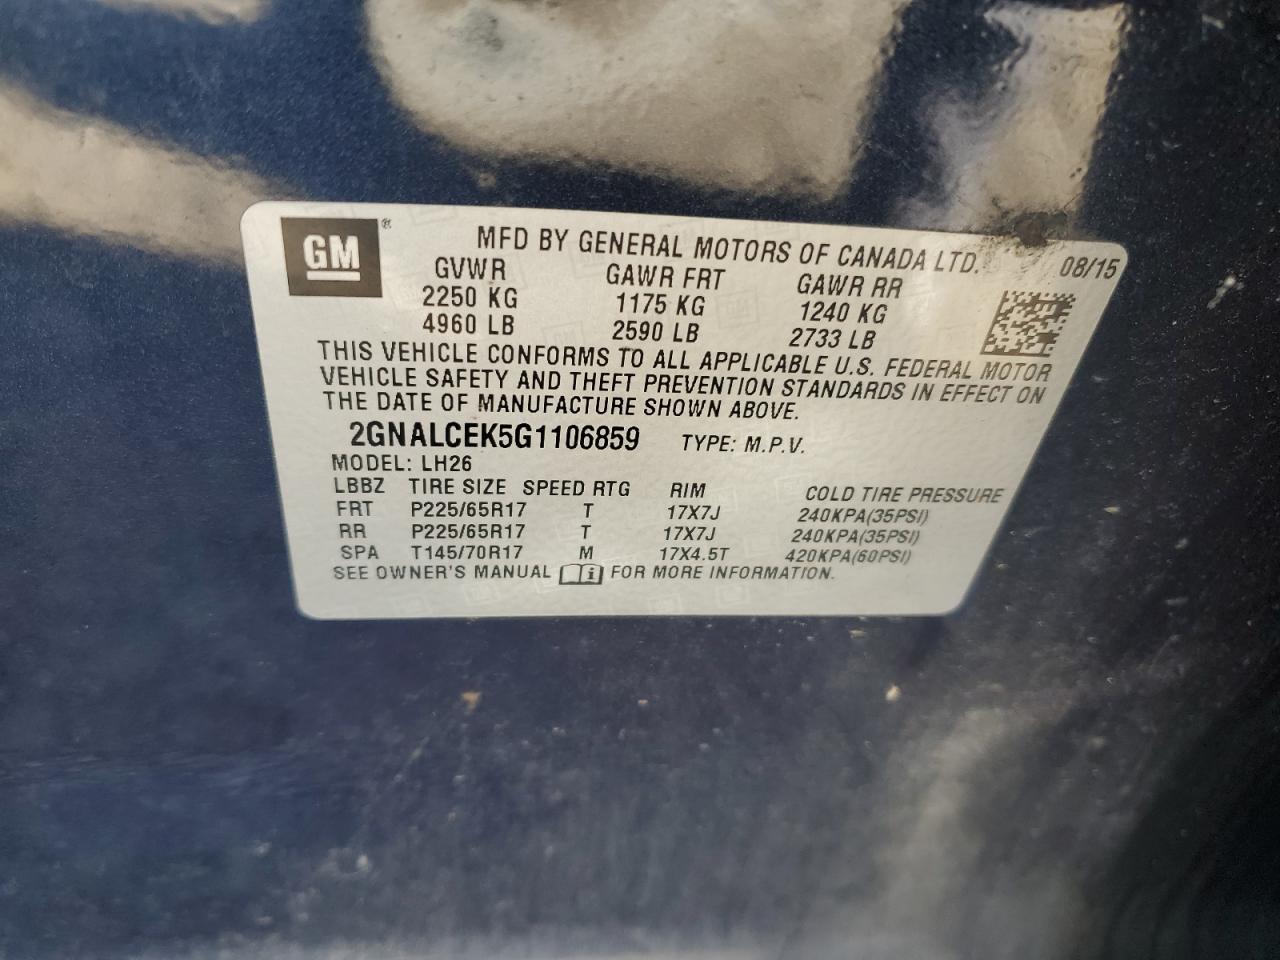 GM ®
MFD BY GENERAL MOTORS OF CANADA LTD. 08/15
GVWR GAWR FRT GAWR RR
2250 KG 1175 KG 1240 KG
4960 LB 2590 LB 2733 LB
THIS VEHICLE CONFORMS TO ALL APPLICABLE U.S. FEDERAL MOTOR
VEHICLE SAFETY AND THEFT PREVENTION STANDARDS IN EFFECT ON
THE DATE OF MANUFACTURE SHOWN ABOVE.
2GNALCEK5G1106859 TYPE: M.P.V.
MODEL: LH26
LBBZ TIRE SIZE SPEED RTG RIM COLD TIRE PRESSURE
FRT P225/65R17 T 17X7J 240KPA(35PSI)
RR P225/65R17 T 17X7J 240KPA(35PSI)
SPA T145/70R17 M 17X4.5T 420KPA(60PSI)
SEE OWNER'S MANUAL i FOR MORE INFORMATION.